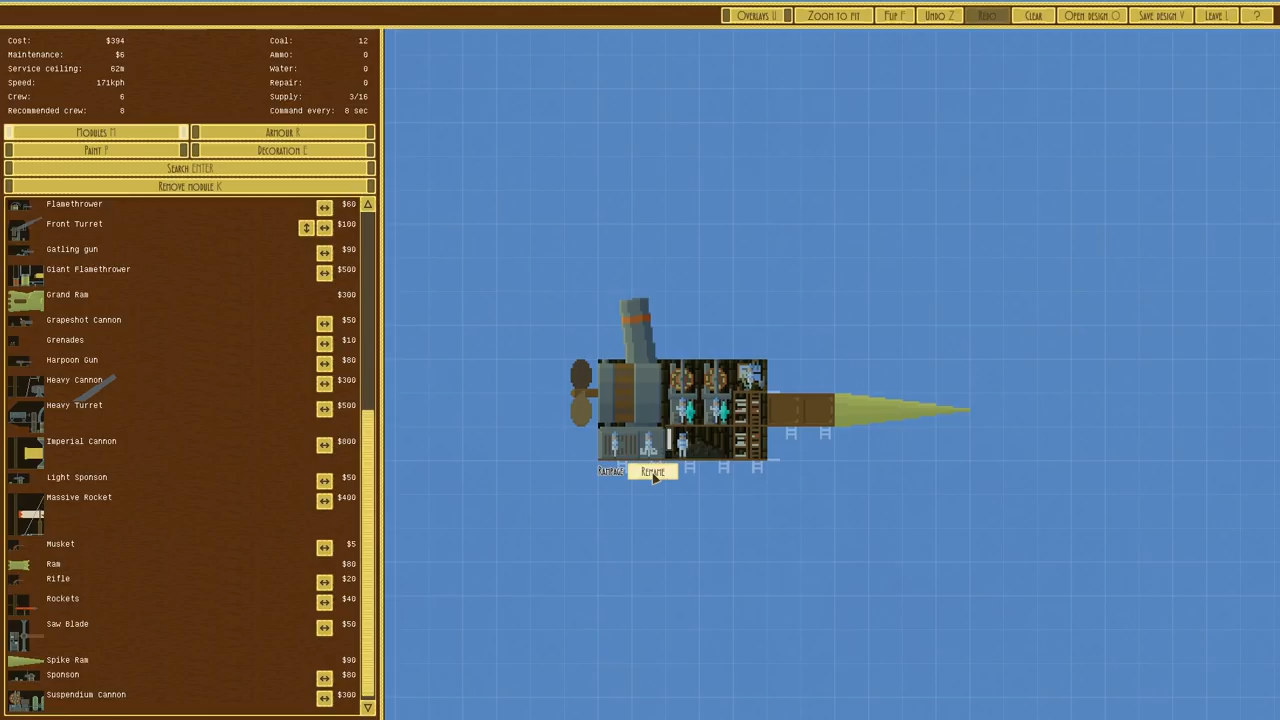 OVERLAYS U ZOOM TO FIT FLIP F UNDO Z REDO CLEAR OPEN DESIGN O SAVE DESIGN V LEAVE L ?
Cost: $394 Coal: 12
Maintenance: $6 Ammo: 0
Service ceiling: 62m Water: 0
Speed: 171kph Repair: 0
Crew: 6 Supply: 3/16
Recommended crew: 8 Command every: 8 sec
MODULES M ARMOUR R
PAINT P DECORATION E
SEARCH ENTER
REMOVE MODULE K
Flamethrower $60
Front Turret $100
Gatling gun $90
Giant Flamethrower $500
Grand Ram $300
Grapeshot Cannon $50
Grenades $10
Harpoon Gun $80
Heavy Cannon $300
Heavy Turret $500
Imperial Cannon $800
Light Sponson $50
Massive Rocket $400
Musket $5
Ram $80
Rifle $20
Rockets $40
Saw Blade $50
Spike Ram $90
Sponson $80
Suspendium Cannon $300
RAMPAGE RENAME